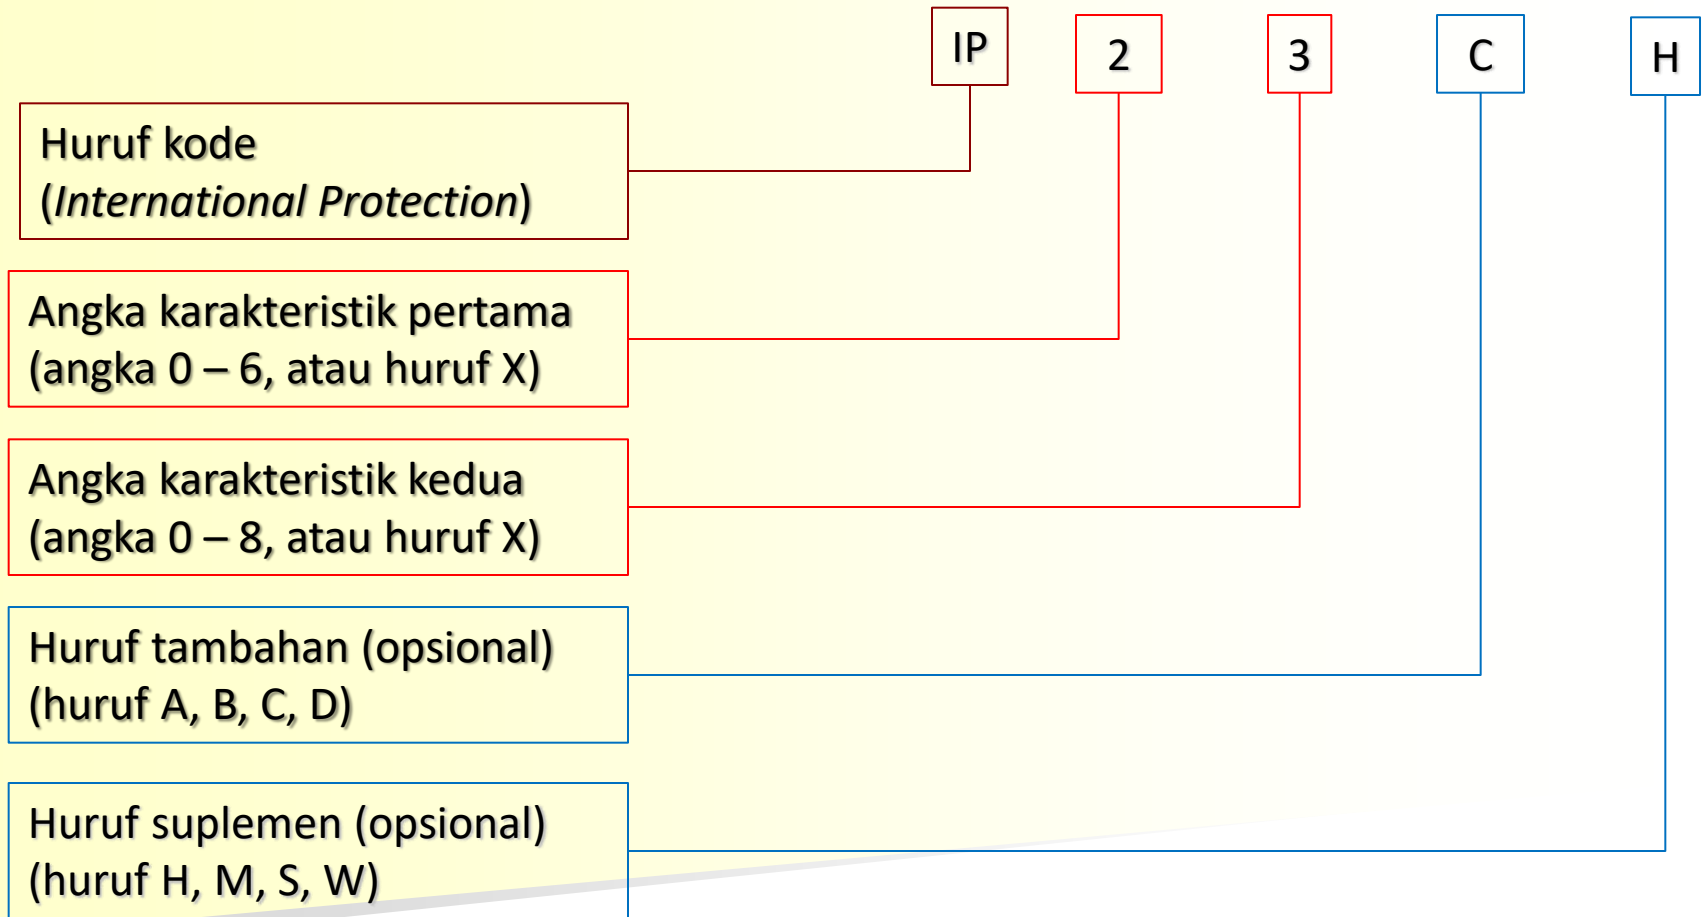 IP 2 3 C H
Huruf kode
(International Protection)
Angka karakteristik pertama
(angka 0 – 6, atau huruf X)
Angka karakteristik kedua
(angka 0 – 8, atau huruf X)
Huruf tambahan (opsional)
(huruf A, B, C, D)
Huruf suplemen (opsional)
(huruf H, M, S, W)